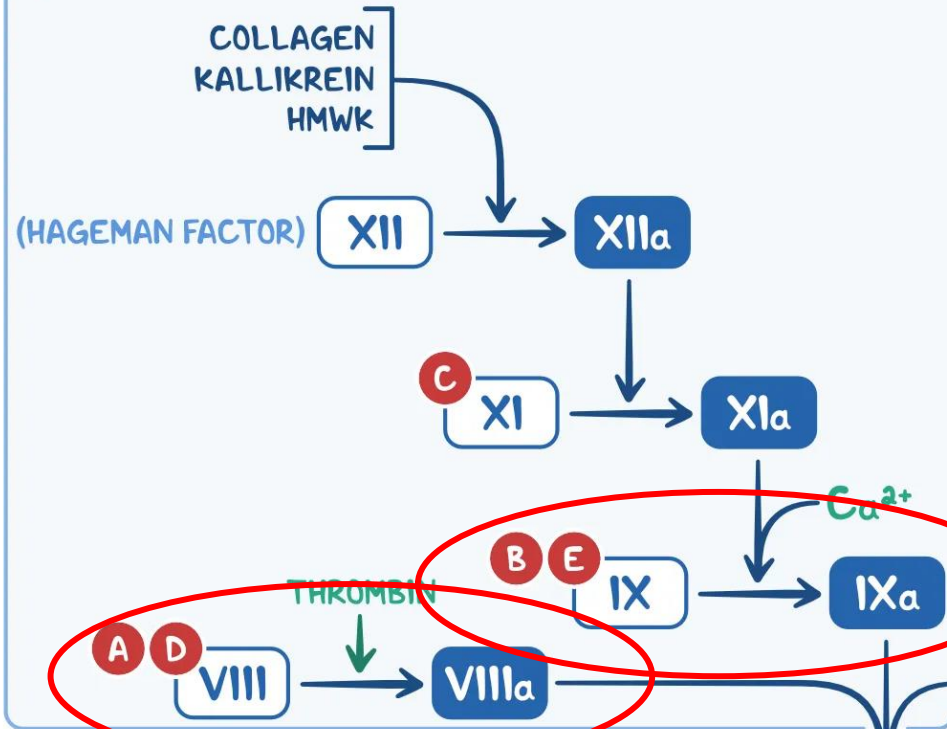 COLLAGEN
KALLIKREIN
HMWK
(HAGEMAN FACTOR) XII XIIa
C
XI XIa
Ca²⁺
B E
IX IXa
THROMBIN
A D
VIII VIIIa